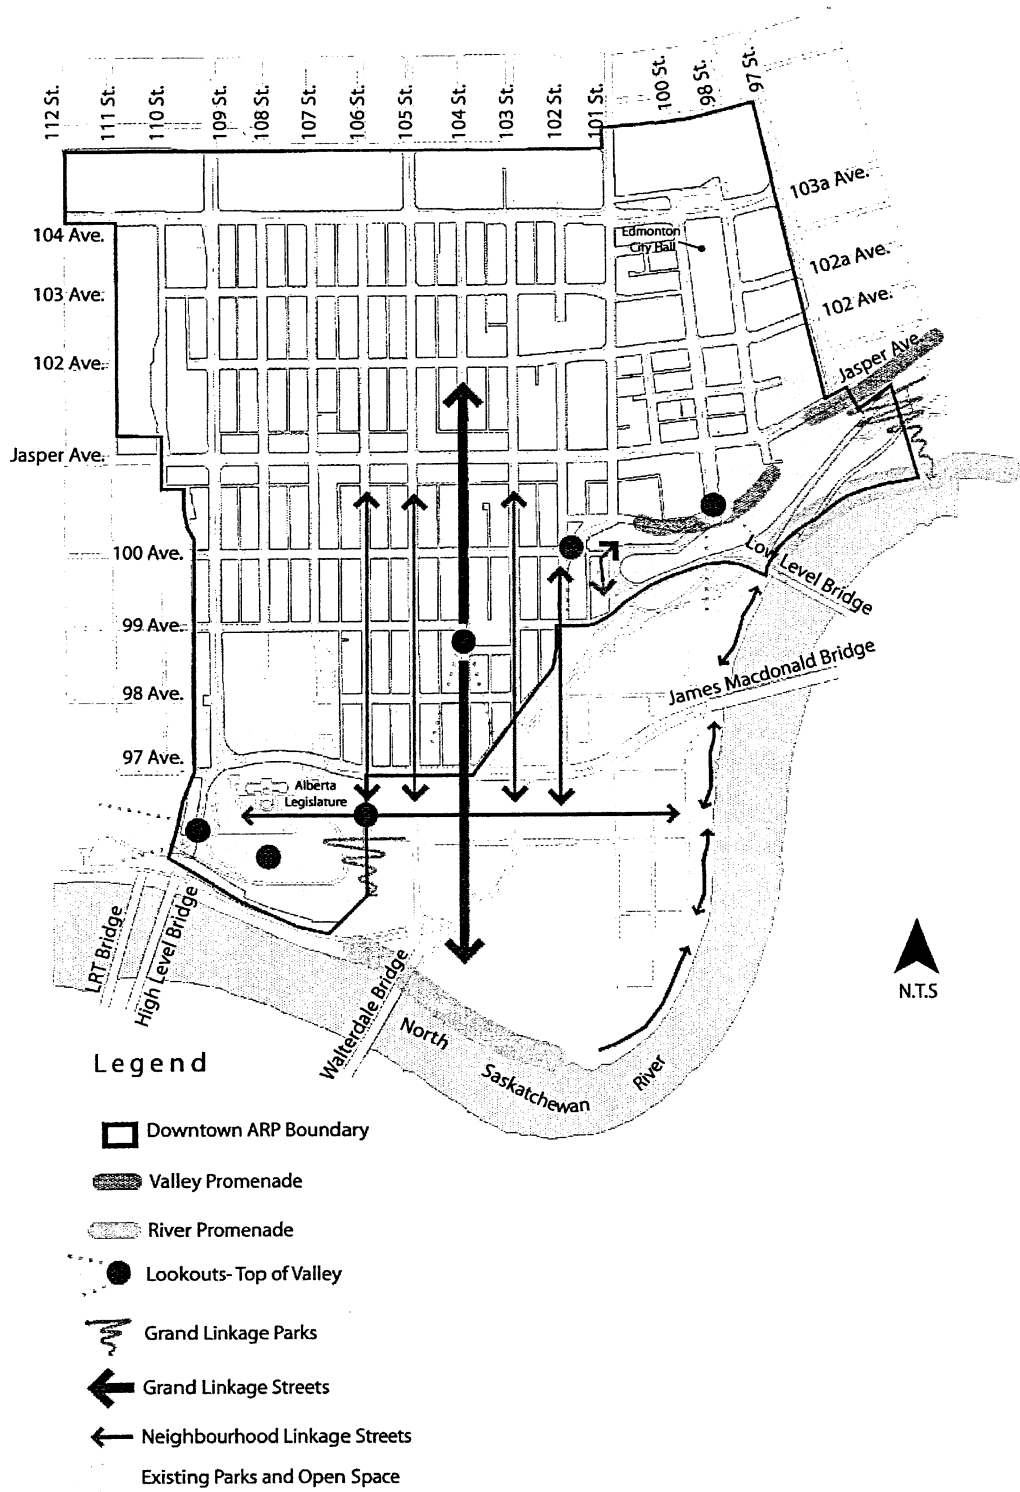 112 St.
111 St.
110 St.
109 St.
108 St.
107 St.
106 St.
105 St.
104 St.
103 St.
102 St.
101 St.
100 St.
98 St.
97 St.
103a Ave.
104 Ave.
Edmonton
City Hall
102a Ave.
103 Ave.
102 Ave.
102 Ave.
Jasper Ave.
Jasper Ave.
100 Ave.
Low Level Bridge
99 Ave.
James Macdonald Bridge
98 Ave.
97 Ave.
Alberta
Legislature
LRT Bridge
High Level Bridge
Walterdale Bridge
N.T.S
North
Saskatchewan
River
Legend
Downtown ARP Boundary
Valley Promenade
River Promenade
Lookouts- Top of Valley
Grand Linkage Parks
Grand Linkage Streets
Neighbourhood Linkage Streets
Existing Parks and Open Space